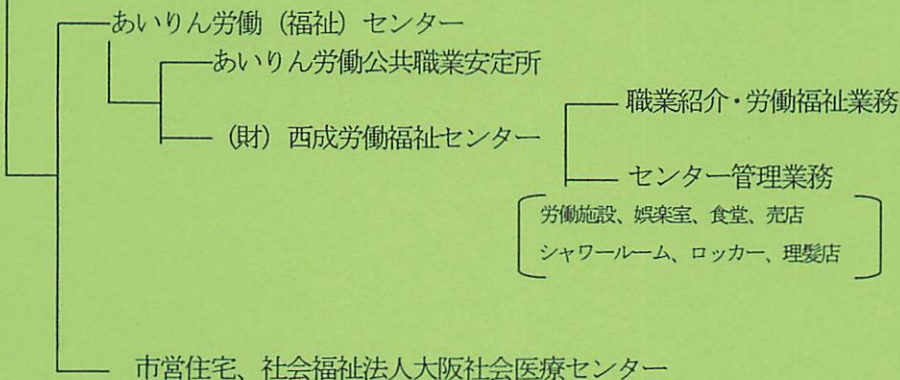 あいりん労働（福祉）センター
あいりん労働公共職業安定所
職業紹介・労働福祉業務
（財）西成労働福祉センター
センター管理業務
労働施設、娯楽室、食堂、売店
シャワールーム、ロッカー、理髪店
市営住宅、社会福祉法人大阪社会医療センター